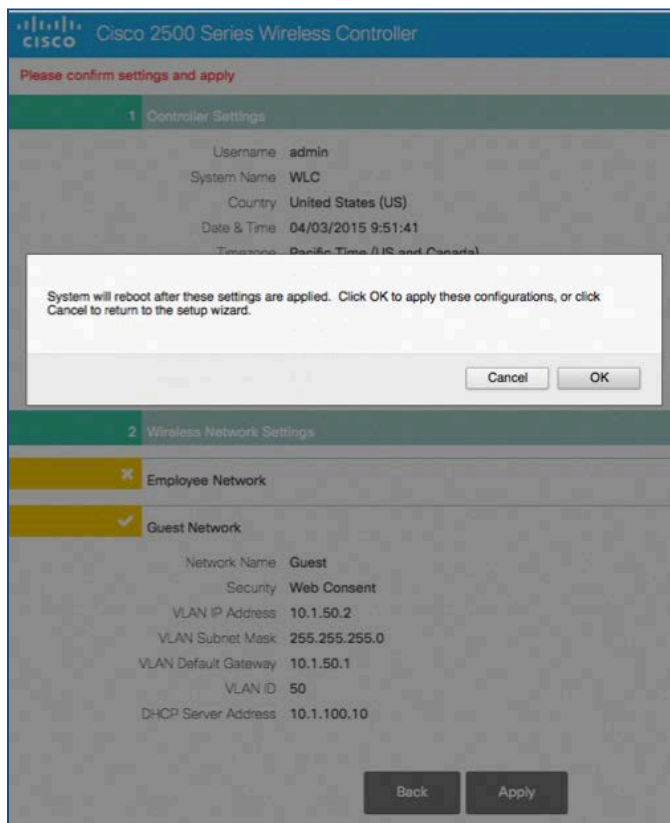 CISCO Cisco 2500 Series Wireless Controller
Please confirm settings and apply
1 Controller Settings
Username admin
System Name WLC
Country United States (US)
Date & Time 04/03/2015 9:51:41
Timezone Pacific Time (US and Canada)
System will reboot after these settings are applied. Click OK to apply these configurations, or click
Cancel to return to the setup wizard.
Cancel OK
2 Wireless Network Settings
Employee Network
Guest Network
Network Name Guest
Security Web Consent
VLAN IP Address 10.1.50.2
VLAN Subnet Mask 255.255.255.0
VLAN Default Gateway 10.1.50.1
VLAN ID 50
DHCP Server Address 10.1.100.10
Back Apply